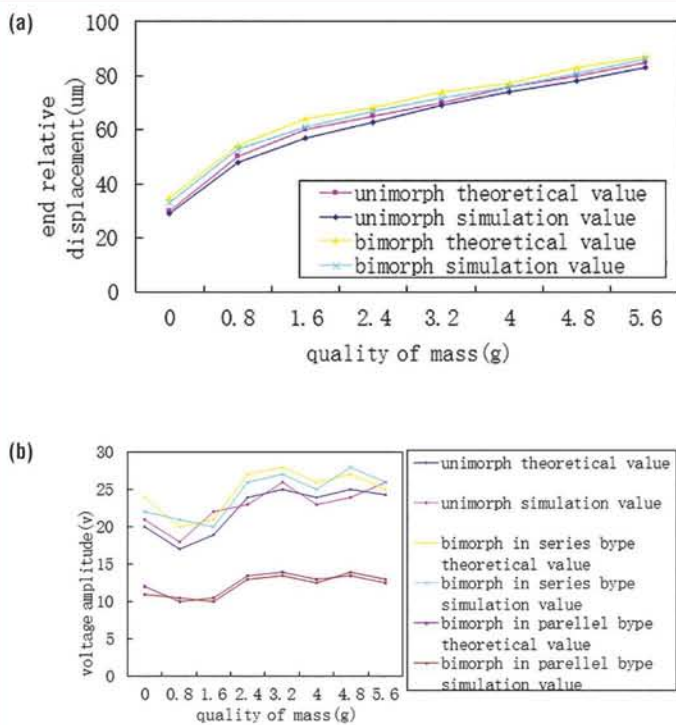 (a)
100
80
60
40
20
0
end relative
displacement(um)
unimorph theoretical value
unimorph simulation value
bimorph theoretical value
bimorph simulation value
0 0.8 1.6 2.4 3.2 4 4.8 5.6
quality of mass(g)
(b)
30
25
20
15
10
5
0
voltage amplitude(v)
0 0.8 1.6 2.4 3.2 4 4.8 5.6
quality of mass(g)
unimorph theoretical value
unimorph simulation value
bimorph in series bype
theoretical value
bimorph in series bype
simulation value
bimorph in parellel bype
theoretical value
bimorph in parellel bype
simulation value